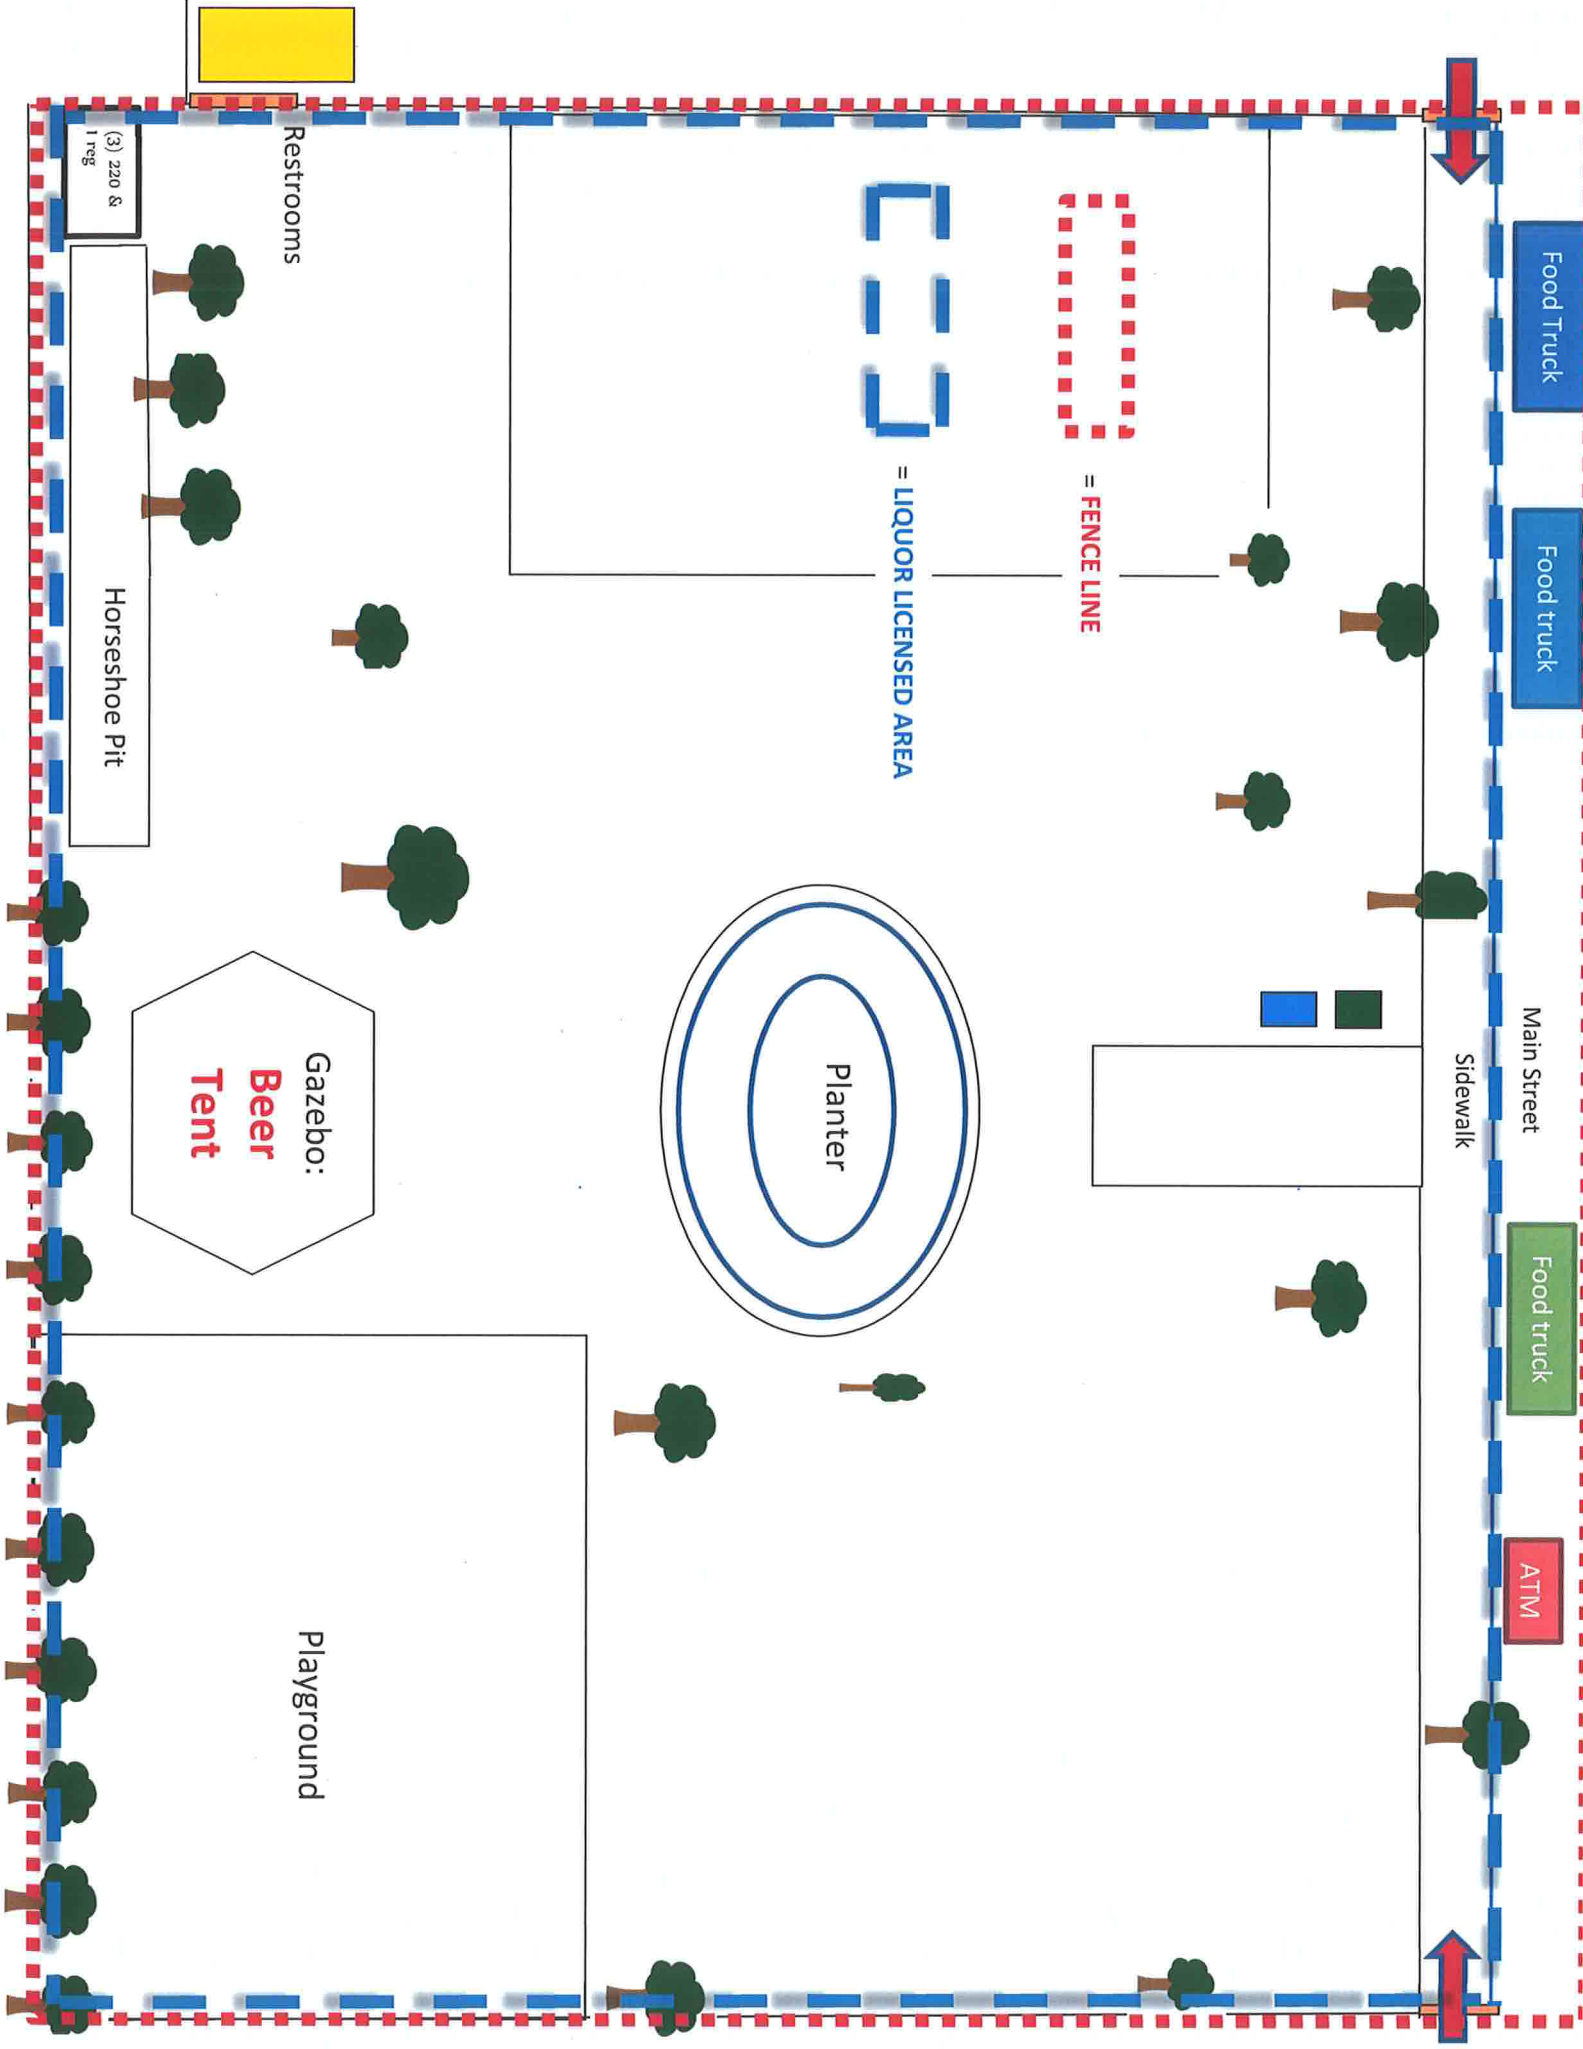 Food Truck
Food truck
Food truck
ATM
Main Street
Sidewalk
= FENCE LINE
= LIQUOR LICENSED AREA
Planter
Restrooms
Gazebo:
Beer
Tent
Playground
(3) 220 &
1 reg
Horseshoe Pit